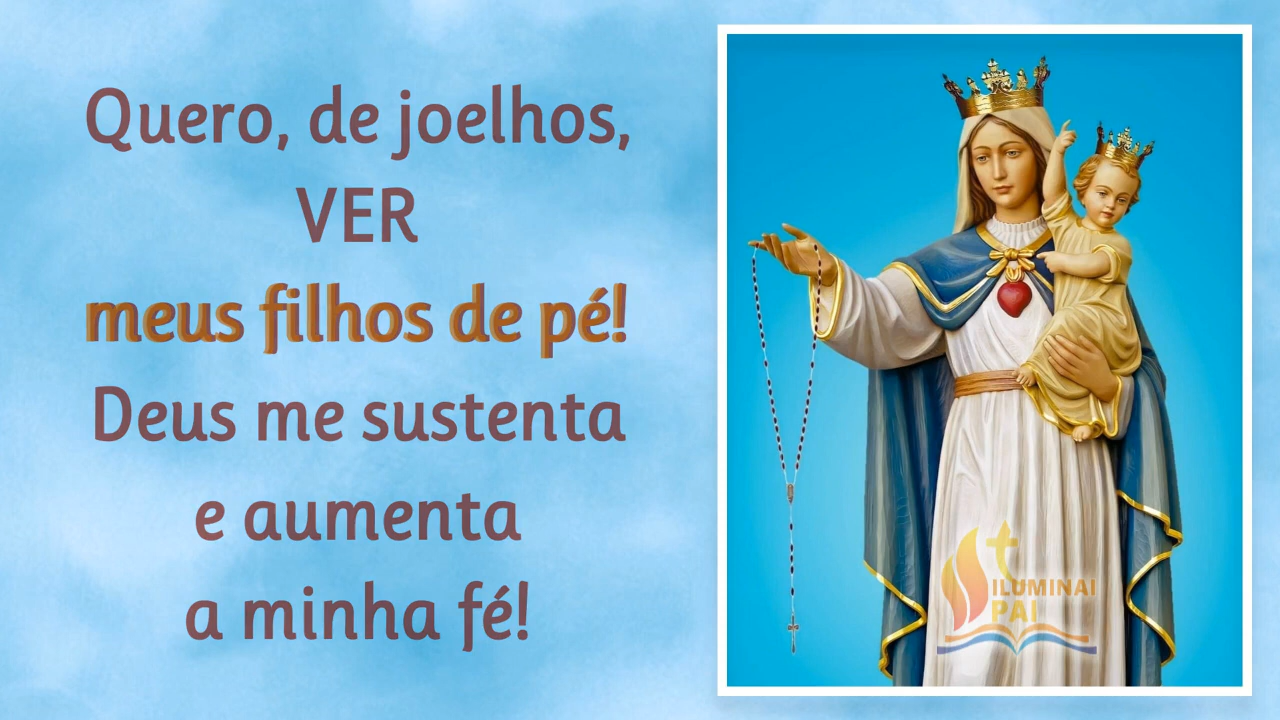 Quero, de joelhos,
VER
meus filhos de pé!
Deus me sustenta
e aumenta
a minha fé!
ILUMINAI
PAI